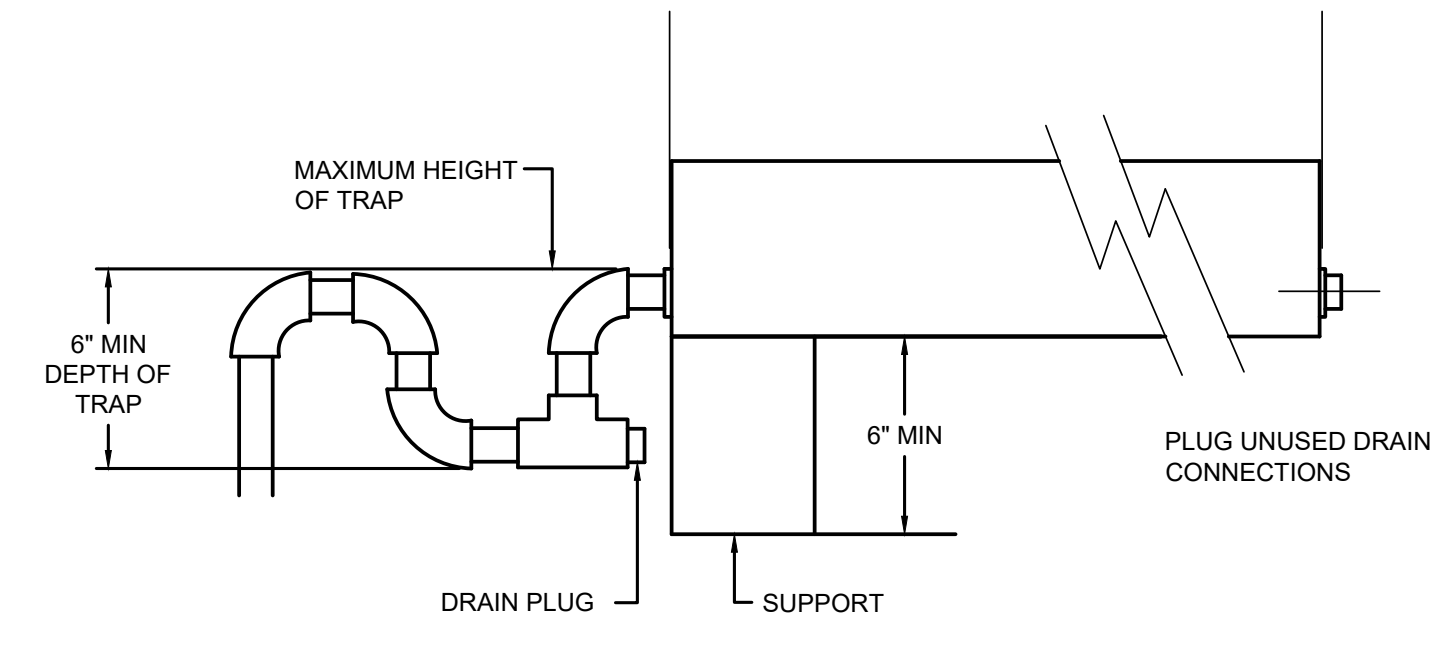 MAXIMUM HEIGHT
OF TRAP
6" MIN
DEPTH OF
TRAP
6" MIN
PLUG UNUSED DRAIN
CONNECTIONS
DRAIN PLUG
SUPPORT